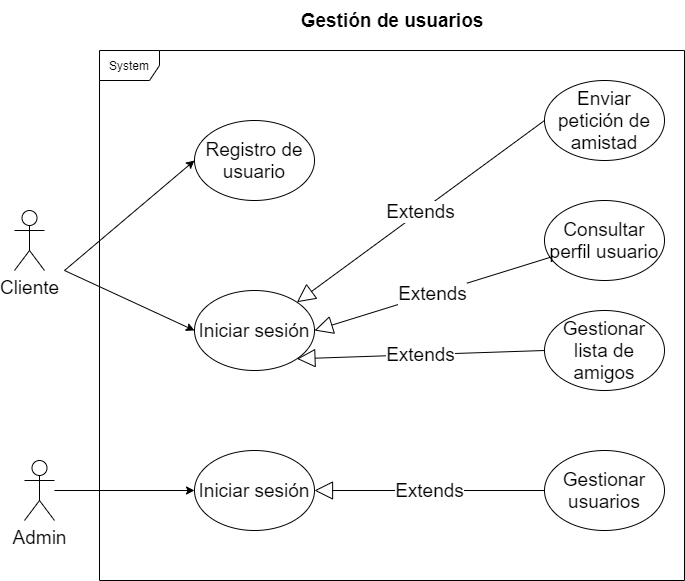 Gestión de usuarios
System
Enviar
petición de
amistad
Registro de
usuario
Extends
Consultar
perfil usuario
Cliente
Extends
Iniciar sesión
Gestionar
lista de
amigos
Extends
Admin
Iniciar sesión
Extends
Gestionar
usuarios